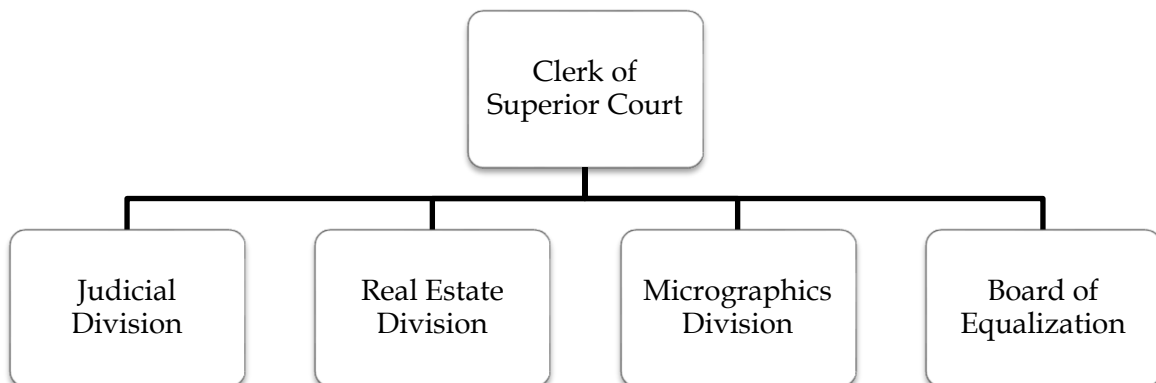 Clerk of
Superior Court
Judicial
Division
Real Estate
Division
Micrographics
Division
Board of
Equalization